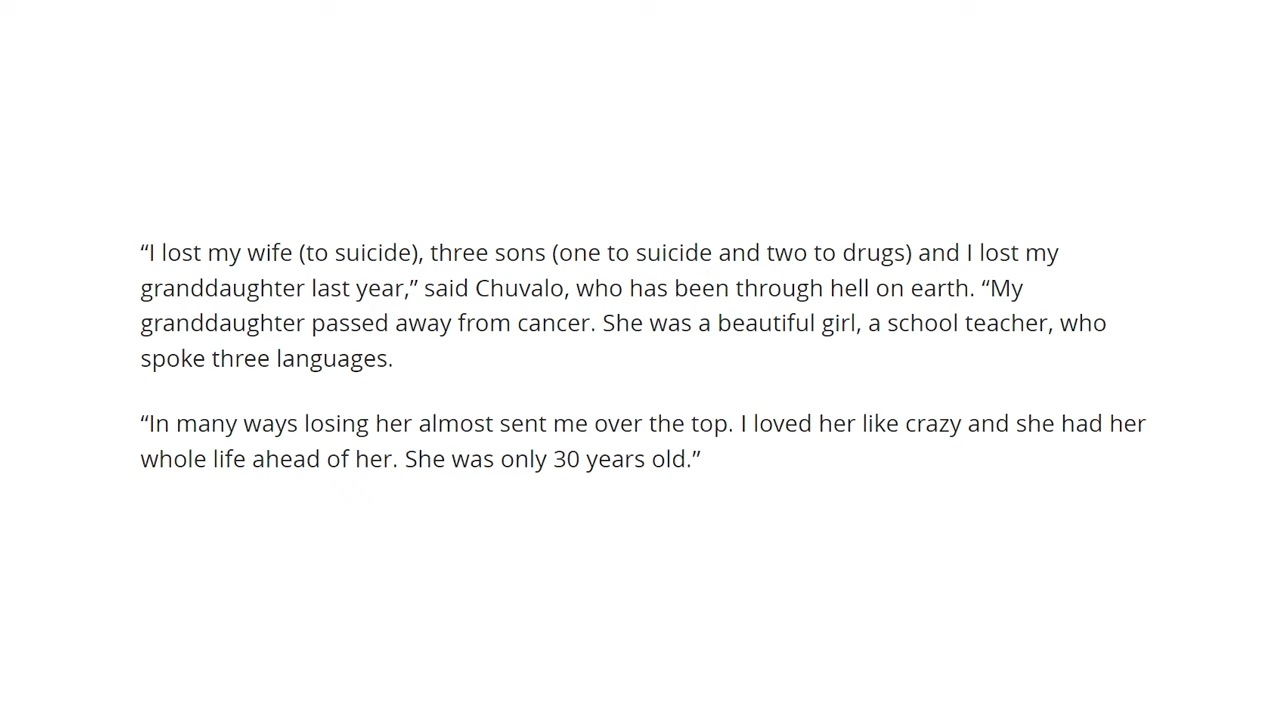 “I lost my wife (to suicide), three sons (one to suicide and two to drugs) and I lost my
granddaughter last year,” said Chuvalo, who has been through hell on earth. “My
granddaughter passed away from cancer. She was a beautiful girl, a school teacher, who
spoke three languages.
“In many ways losing her almost sent me over the top. I loved her like crazy and she had her
whole life ahead of her. She was only 30 years old.”